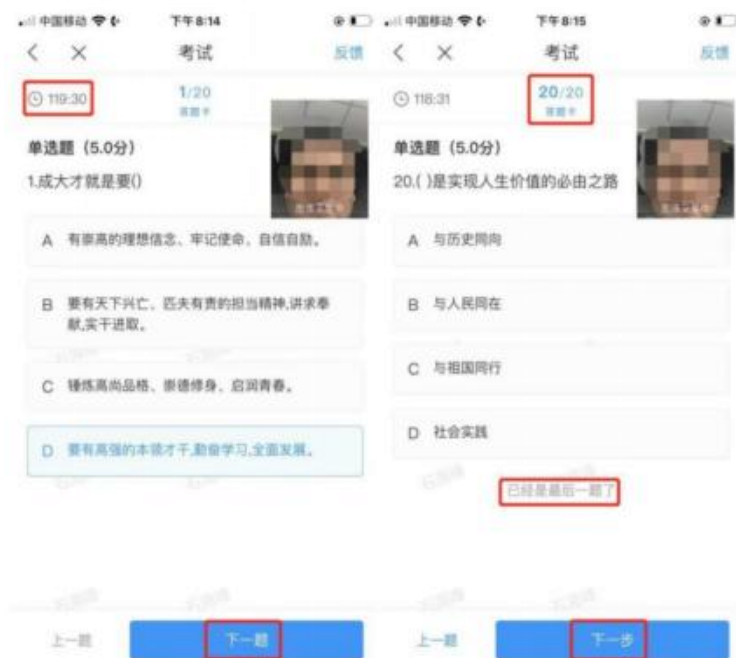 中国移动
下午 8:14
考试
反馈
119:30
1/20
答题卡
单选题（5.0分）
1.成大才就是要()
A 有崇高的理想信念、牢记使命、自信自励。
B 要有天下兴亡、匹夫有责的担当精神,讲求奉
献,实干进取。
C 锤炼高尚品格、崇德修身、启润青春。
D 要有高强的本领才干,勤奋学习,全面发展。
上一题
下一题
中国移动
下午 8:15
考试
反馈
118:31
20/20
答题卡
单选题（5.0分）
20.( )是实现人生价值的必由之路
A 与历史同向
B 与人民同在
C 与祖国同行
D 社会实践
已经是最后一题了
上一题
下一步